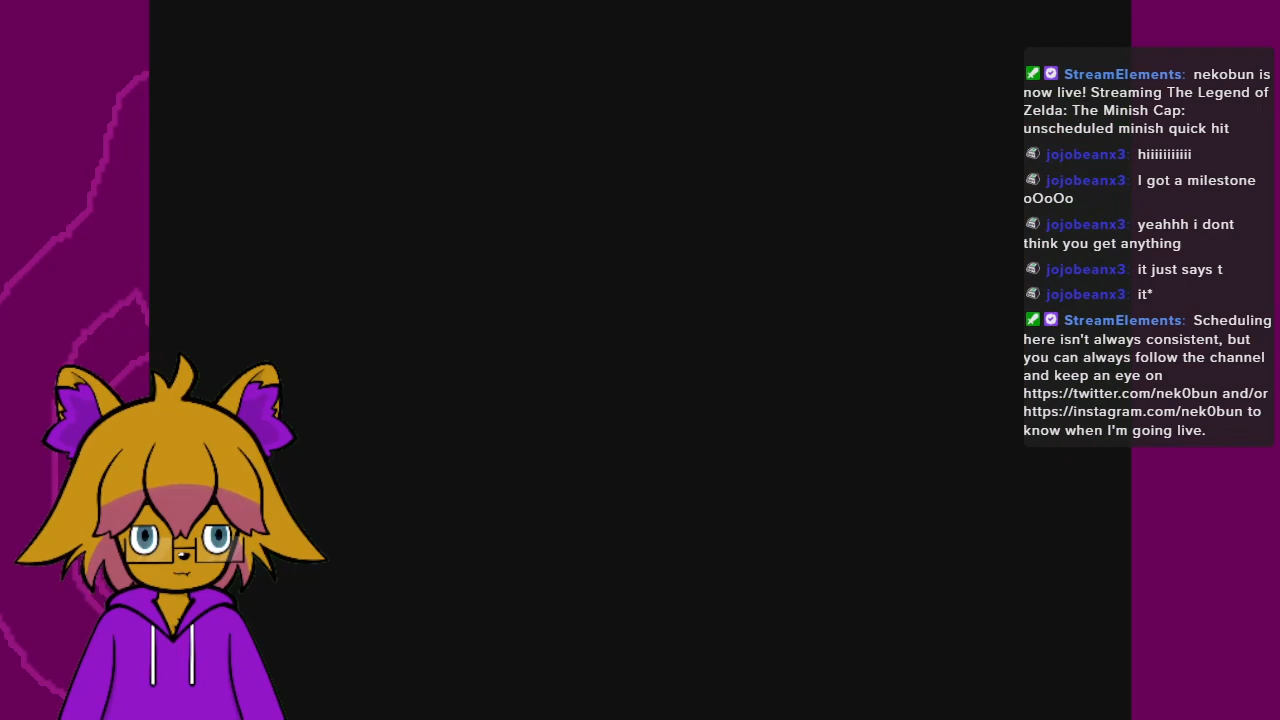 StreamElements: nekobun is
now live! Streaming The Legend of
Zelda: The Minish Cap:
unscheduled minish quick hit
jojobeanx3: hiiiiiiiiiii
jojobeanx3: I got a milestone
oOoOo
jojobeanx3: yeahhh i dont
think you get anything
jojobeanx3: it just says t
jojobeanx3: it*
StreamElements: Scheduling
here isn't always consistent, but
you can always follow the channel
and keep an eye on
https://twitter.com/nek0bun and/or
https://instagram.com/nek0bun to
know when I'm going live.